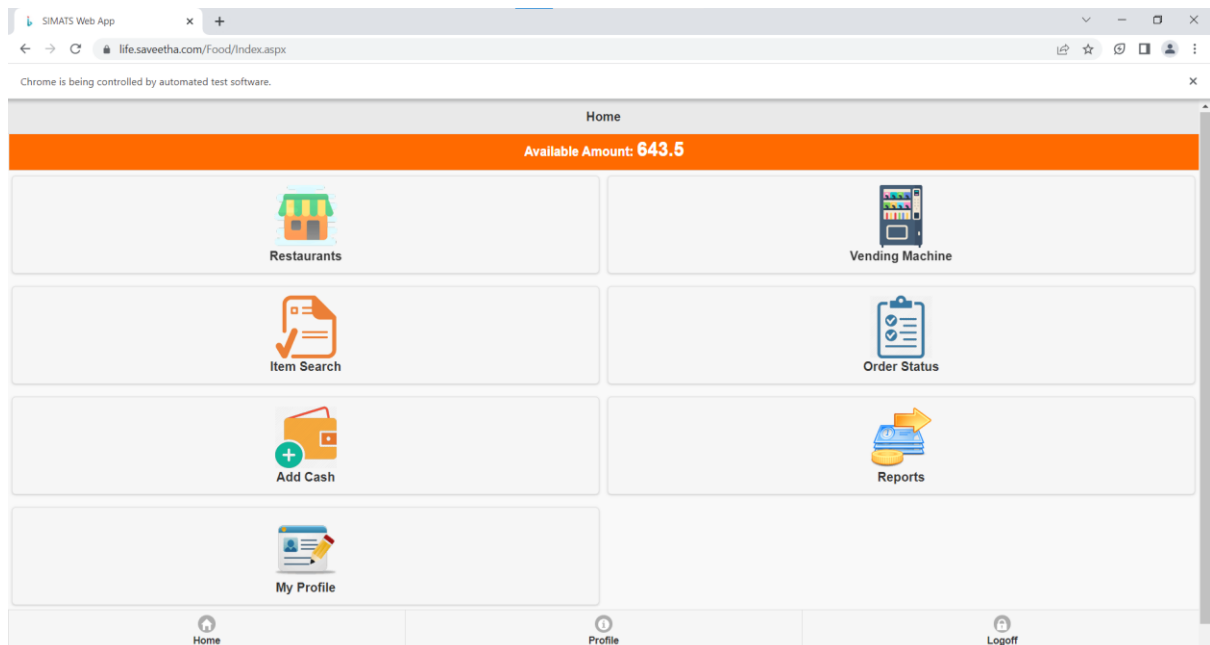 SIMATS Web App
life.saveetha.com/Food/Index.aspx
Chrome is being controlled by automated test software.
Home
Available Amount: 643.5
Restaurants
Vending Machine
Item Search
Order Status
Add Cash
Reports
My Profile
Home
Profile
Logoff